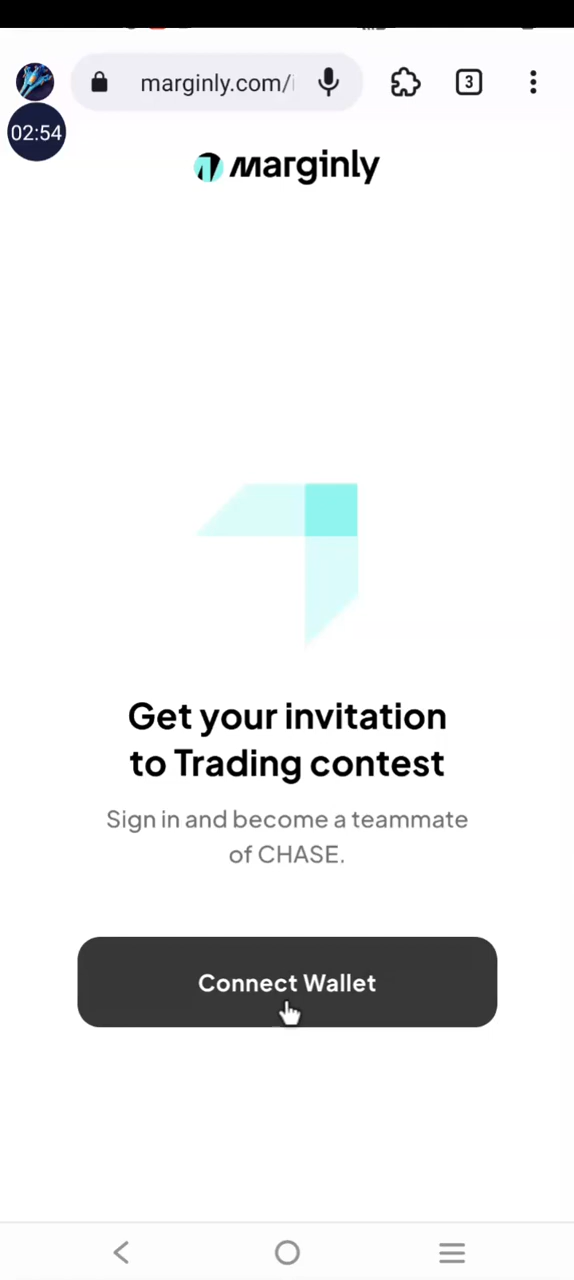 marginly.com/i
3
02:54
marginly
Get your invitation
to Trading contest
Sign in and become a teammate
of CHASE.
Connect Wallet